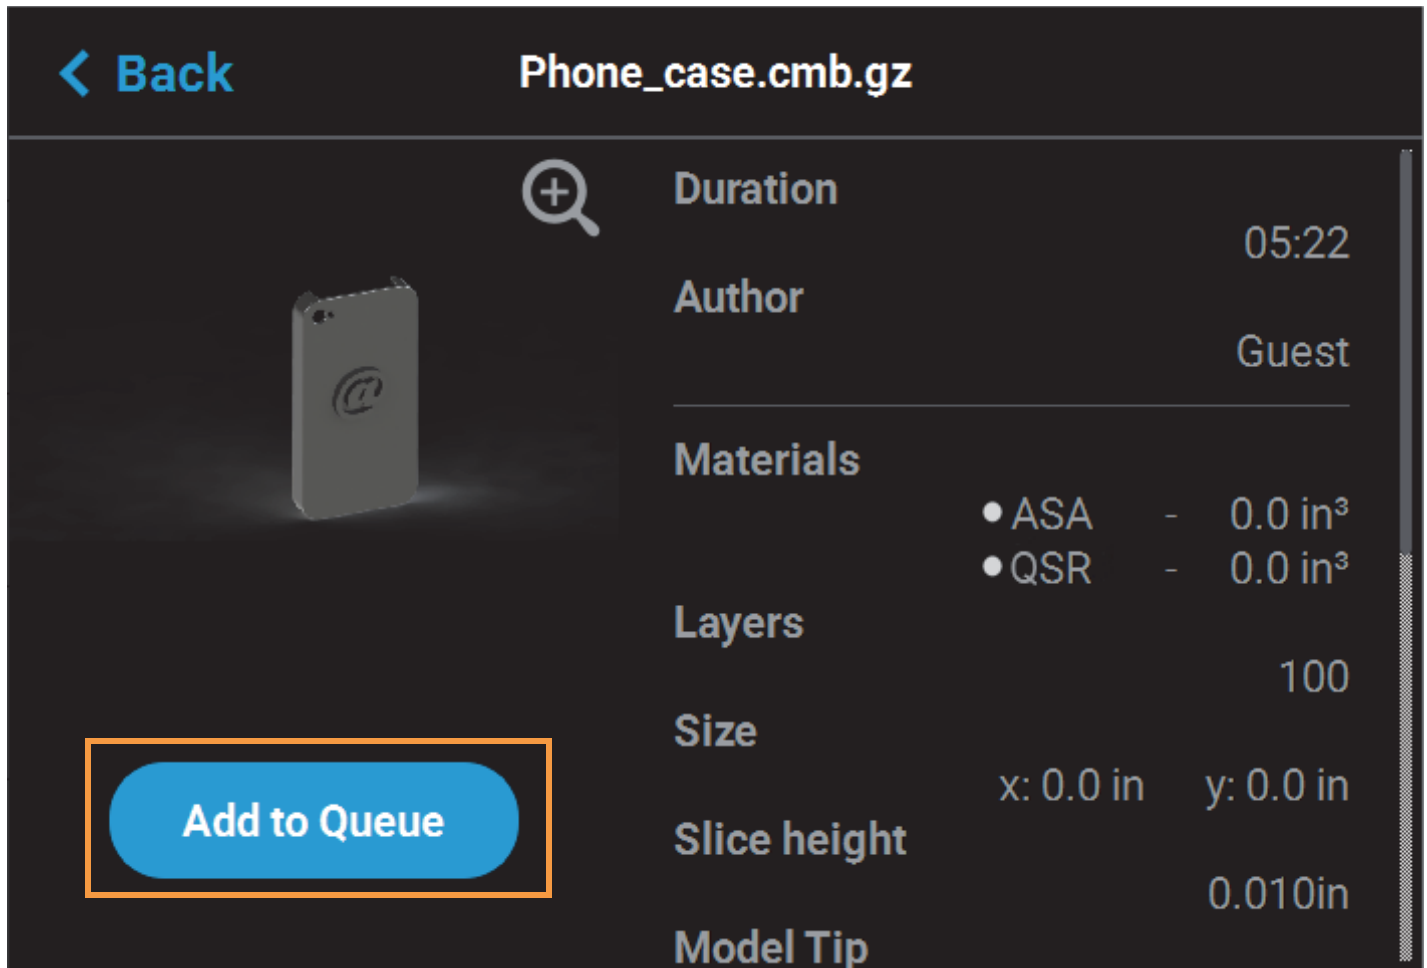 Back
Phone_case.cmb.gz
Duration
05:22
Author
Guest
Materials
ASA - 0.0 in³
QSR - 0.0 in³
Layers
100
Size
x: 0.0 in y: 0.0 in
Slice height
0.010in
Model Tip
@
Add to Queue